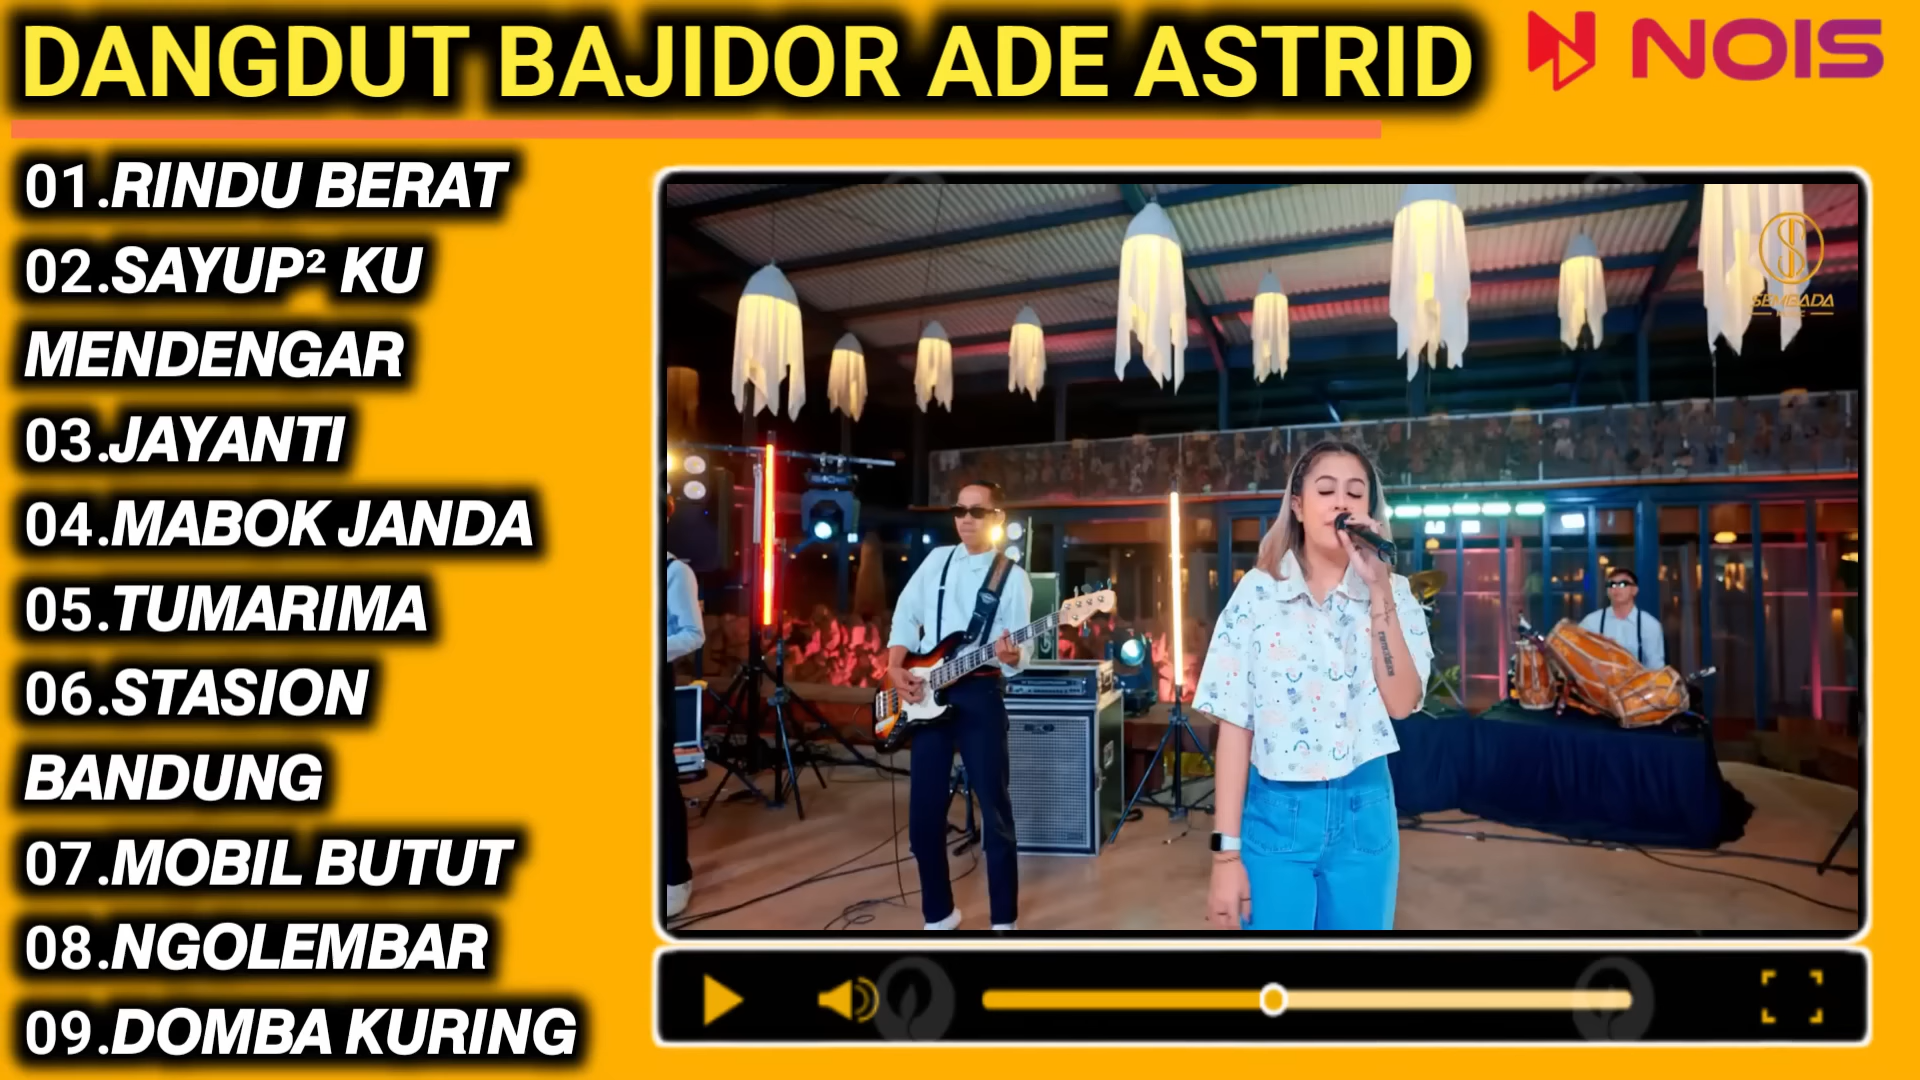 DANGDUT BAJIDOR ADE ASTRID
NOIS
01.RINDU BERAT
02.SAYUP² KU
MENDENGAR
03.JAYANTI
04.MABOK JANDA
05.TUMARIMA
06.STASION
BANDUNG
07.MOBIL BUTUT
08.NGOLEMBAR
09.DOMBA KURING